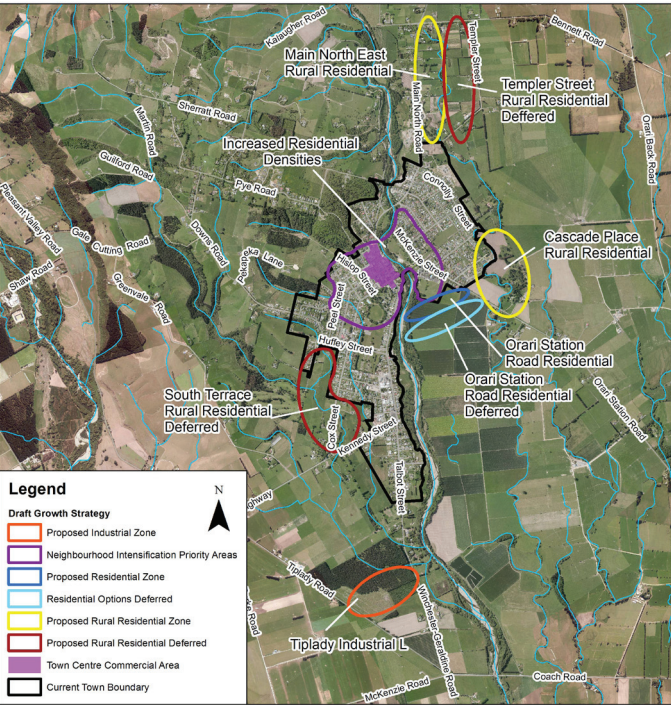 Kalaugher Road
Templer Street
Bennett Road
Main North East
Rural Residential
Templer Street
Rural Residential
Deffered
Main North Road
Sherratt Road
Martin Road
Orari Back Road
Increased Residential
Densities
Guilford Road
Pye Road
Connolly Street
Pleasant Valley Road
Gale Cutting Road
Shaw Road
Downs Road
Pekapeka Lane
McKenzie Street
Hislop Street
Cascade Place
Rural Residential
Greenvale Road
Peel Street
Huffey Street
Orari Station
Road Residential
Orari Station
Road Residential
Deferred
Orari Station Road
South Terrace
Rural Residential
Deferred
Cox Street
Kennedy Street
Talbot Street
ghway
Legend
N
Draft Growth Strategy
Proposed Industrial Zone
Neighbourhood Intensification Priority Areas
Proposed Residential Zone
Residential Options Deferred
Proposed Rural Residential Zone
Proposed Rural Residential Deferred
Town Centre Commercial Area
Current Town Boundary
Tiplady Road
Tiplady Industrial L
Winchester-Geraldine Road
Road
McKenzie Road
Coach Road